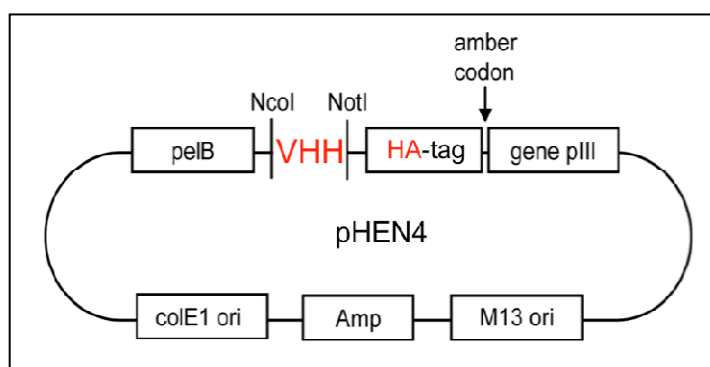 amber
codon
NcoI NotI
pelB VHH HA-tag gene pIII
pHEN4
colE1 ori Amp M13 ori